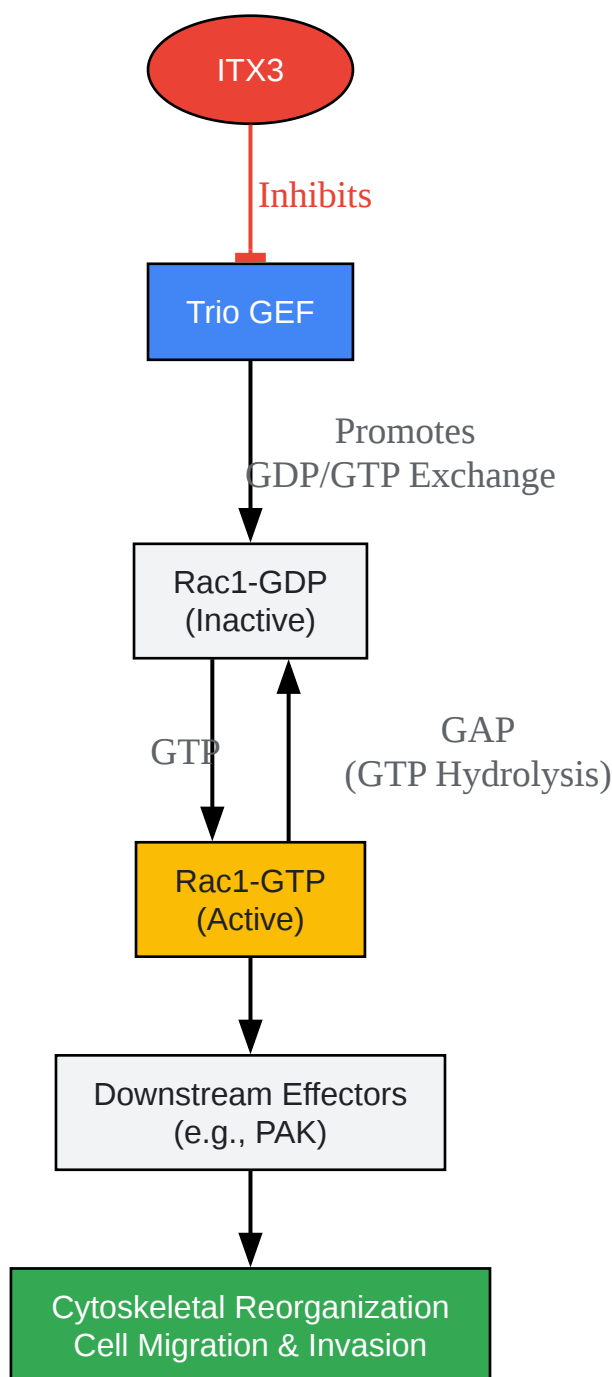 ITX3
Inhibits
Trio GEF
Promotes
GDP/GTP Exchange
Rac1-GDP
(Inactive)
GTP
GAP
(GTP Hydrolysis)
Rac1-GTP
(Active)
Downstream Effectors
(e.g., PAK)
Cytoskeletal Reorganization
Cell Migration & Invasion